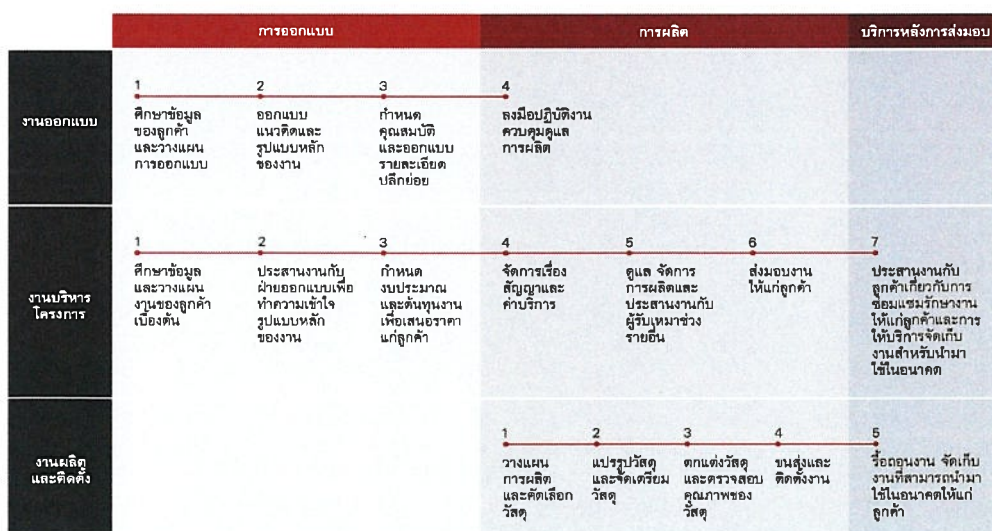 การออกแบบ
การผลิต
บริการหลังการส่งมอบ
งานออกแบบ
1
ศึกษาข้อมูล
ของลูกค้า
และวางแผน
การออกแบบ
2
ออกแบบ
แนวคิดและ
รูปแบบหลัก
ของงาน
3
กำหนด
คุณสมบัติ
และออกแบบ
รายละเอียด
ปลีกย่อย
4
ลงมือปฏิบัติงาน
ควบคุมดูแล
การผลิต
งานบริหาร
โครงการ
1
ศึกษาข้อมูล
และวางแผน
งานของลูกค้า
เบื้องต้น
2
ประสานงานกับ
ฝ่ายออกแบบเพื่อ
ทำความเข้าใจ
รูปแบบหลัก
ของงาน
3
กำหนด
งบประมาณ
และต้นทุนงาน
เพื่อเสนอราคา
แก่ลูกค้า
4
จัดการเรื่อง
สัญญาและ
ค่าบริการ
5
ดูแล จัดการ
การผลิตและ
ประสานงานกับ
ผู้รับเหมาช่วง
รายอื่น
6
ส่งมอบงาน
ให้แก่ลูกค้า
7
ประสานงานกับ
ลูกค้าเกี่ยวกับการ
ซ่อมแซมรักษางาน
ให้แก่ลูกค้าและการ
ให้บริการจัดเก็บ
งานสำหรับนำมา
ใช้ในอนาคต
งานผลิต
และติดตั้ง
1
วางแผน
การผลิต
และคัดเลือก
วัสดุ
2
แปรรูปวัสดุ
และจัดเตรียม
วัสดุ
3
ตกแต่งวัสดุ
และตรวจสอบ
คุณภาพของ
วัสดุ
4
ขนส่งและ
ติดตั้งงาน
5
รื้อถอนงาน จัดเก็บ
งานที่สามารถนำมา
ใช้ในอนาคตให้แก่
ลูกค้า